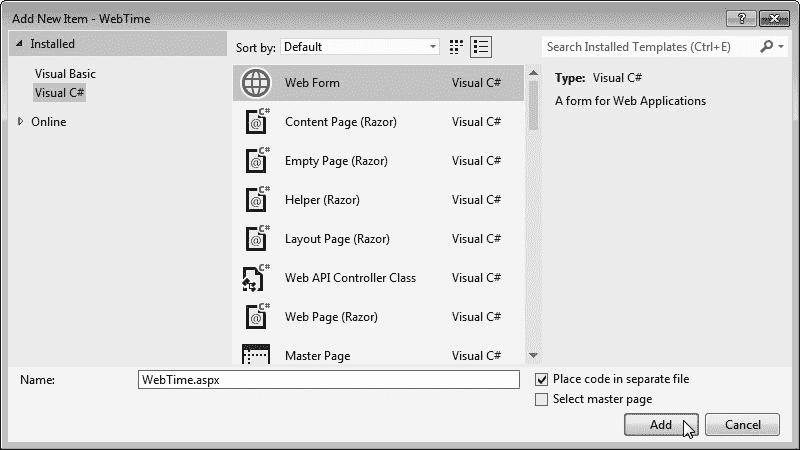 Add New Item - WebTime
Installed
Sort by: Default
Search Installed Templates (Ctrl+E)
Visual Basic
Visual C#
Online
Web Form Visual C#
C# @ Content Page (Razor) Visual C#
C# @ Empty Page (Razor) Visual C#
C# @ Helper (Razor) Visual C#
C# @ Layout Page (Razor) Visual C#
C# Web API Controller Class Visual C#
C# @ Web Page (Razor) Visual C#
Master Page Visual C#
Type: Visual C#
A form for Web Applications
Name: WebTime.aspx
Place code in separate file
Select master page
Add
Cancel